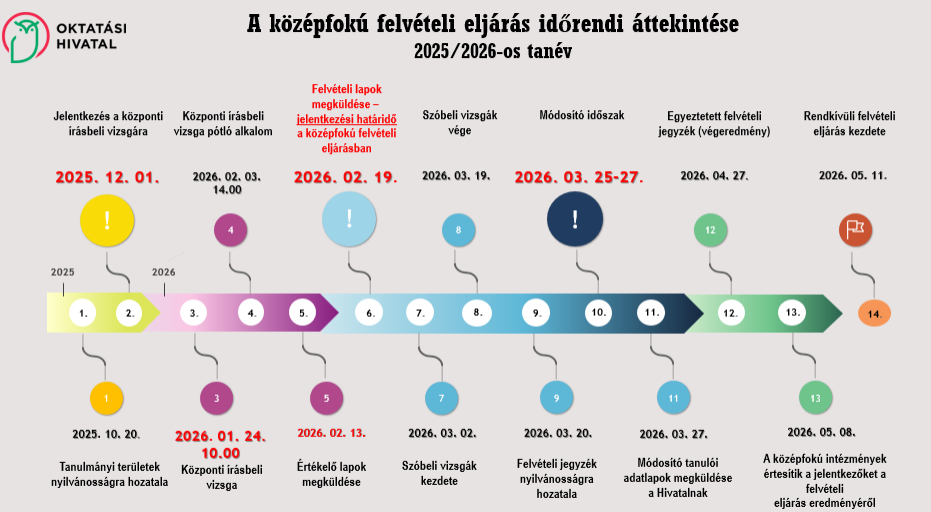 OKTATÁSI
HIVATAL
A középfokú felvételi eljárás időrendi áttekintése
2025/2026-os tanév
Jelentkezés a központi
írásbeli vizsgára
2025. 12. 01.
!
Központi írásbeli
vizsga pótló alkalom
2026. 02. 03.
14.00
4
Felvételi lapok
megküldése –
jelentkezési határidő
a középfokú felvételi
eljárásban
2026. 02. 19.
!
Szóbeli vizsgák
vége
2026. 03. 19.
8
Módosító időszak
2026. 03. 25-27.
!
Egyeztetett felvételi
jegyzék (végeredmény)
2026. 04. 27.
12
Rendkívüli felvételi
eljárás kezdete
2026. 05. 11.
2025
2026
1. 2. 3. 4. 5. 6. 7. 8. 9. 10. 11. 12. 13. 14.
1
2025. 10. 20.
Tanulmányi területek
nyilvánosságra hozatala
3
2026. 01. 24.
10.00
Központi írásbeli
vizsga
5
2026. 02. 13.
Értékelő lapok
megküldése
7
2026. 03. 02.
Szóbeli vizsgák
kezdete
9
2026. 03. 20.
Felvételi jegyzék
nyilvánosságra
hozatala
11
2026. 03. 27.
Módosító tanulói
adatlapok megküldése
a Hivatalnak
13
2026. 05. 08.
A középfokú intézmények
értesítik a jelentkezőket a
felvételi
eljárás eredményéről